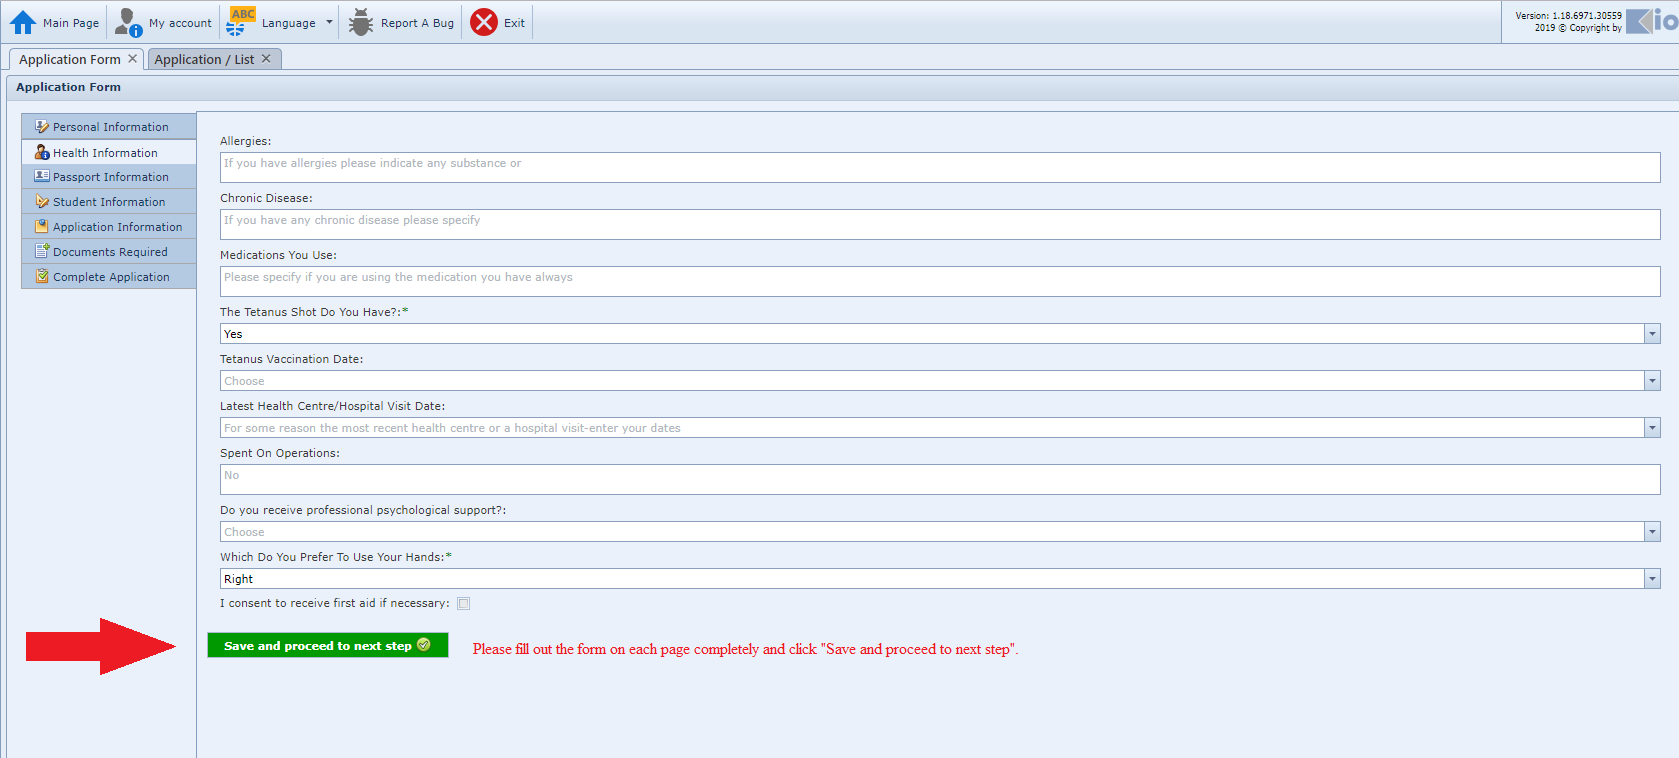 Main Page
My account
ABC
Language
Report A Bug
Exit
Version: 1.18.6971.30559
2019 © Copyright by
io
Application Form
Application / List
Application Form
Personal Information
Health Information
Passport Information
Student Information
Application Information
Documents Required
Complete Application
Allergies:
If you have allergies please indicate any substance or
Chronic Disease:
If you have any chronic disease please specify
Medications You Use:
Please specify if you are using the medication you have always
The Tetanus Shot Do You Have?:*
Yes
Tetanus Vaccination Date:
Choose
Latest Health Centre/Hospital Visit Date:
For some reason the most recent health centre or a hospital visit-enter your dates
Spent On Operations:
No
Do you receive professional psychological support?:
Choose
Which Do You Prefer To Use Your Hands:*
Right
I consent to receive first aid if necessary:
Save and proceed to next step
Please fill out the form on each page completely and click "Save and proceed to next step".